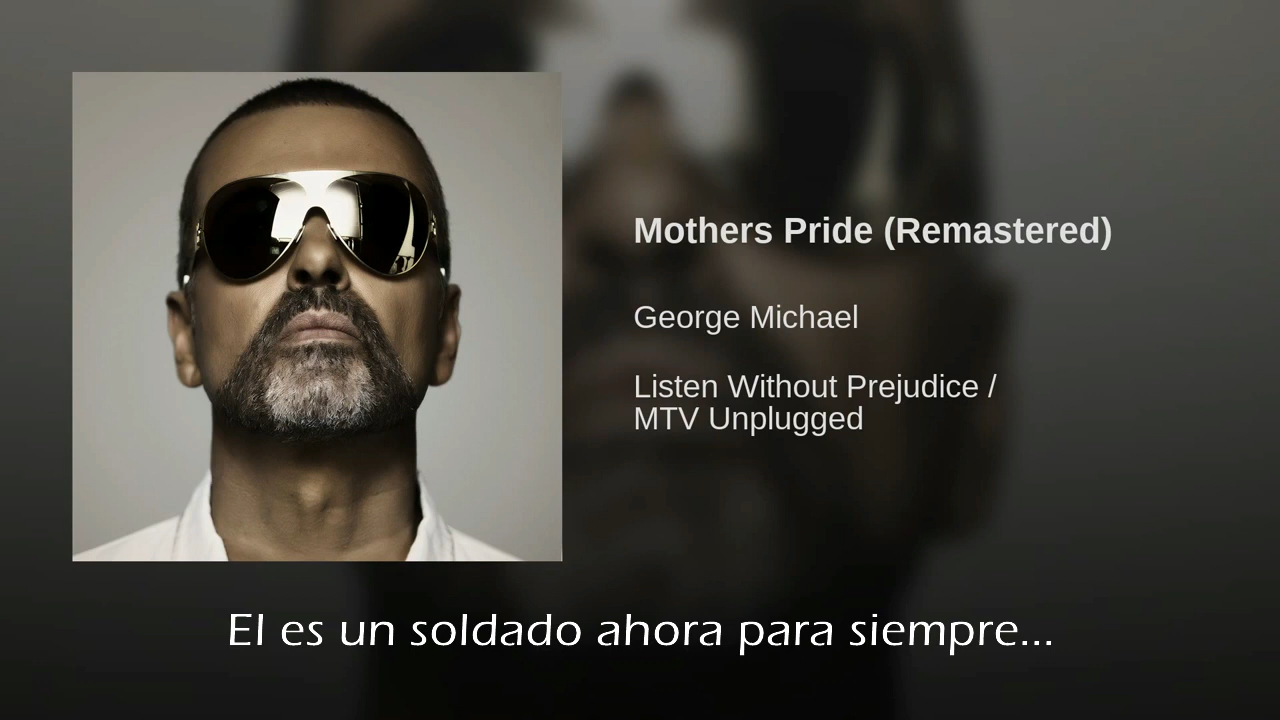 Mothers Pride (Remastered)
George Michael
Listen Without Prejudice /
MTV Unplugged
El es un soldado ahora para siempre...